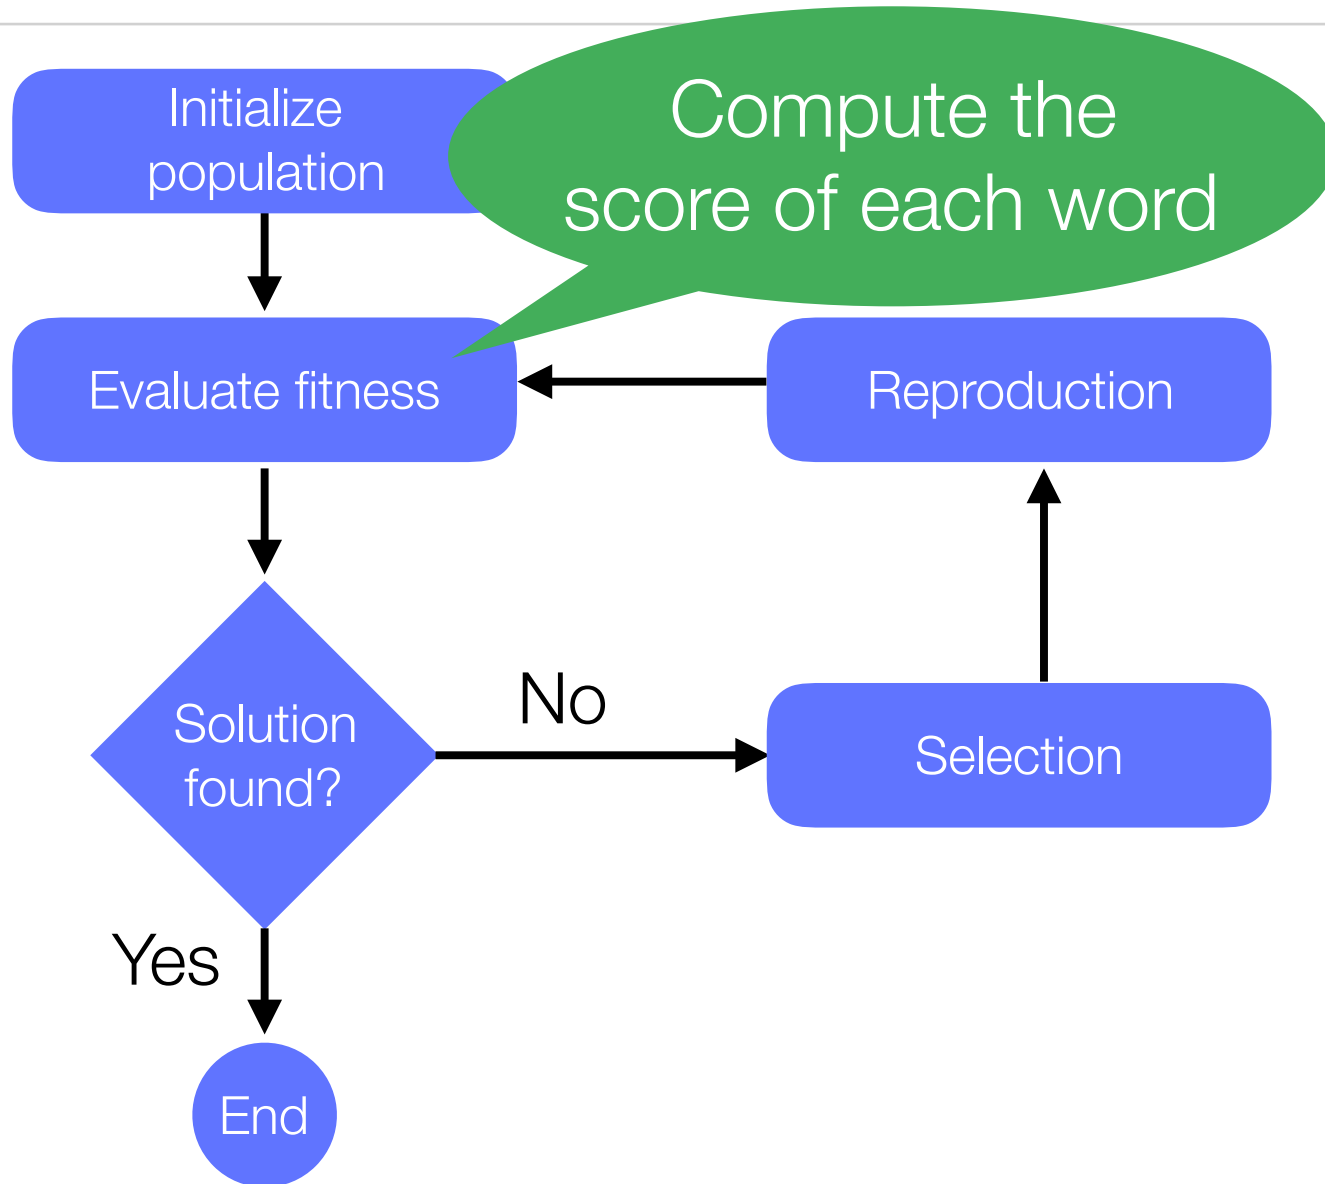 Initialize
population
Compute the
score of each word
Evaluate fitness
Reproduction
Solution
found?
No
Selection
Yes
End